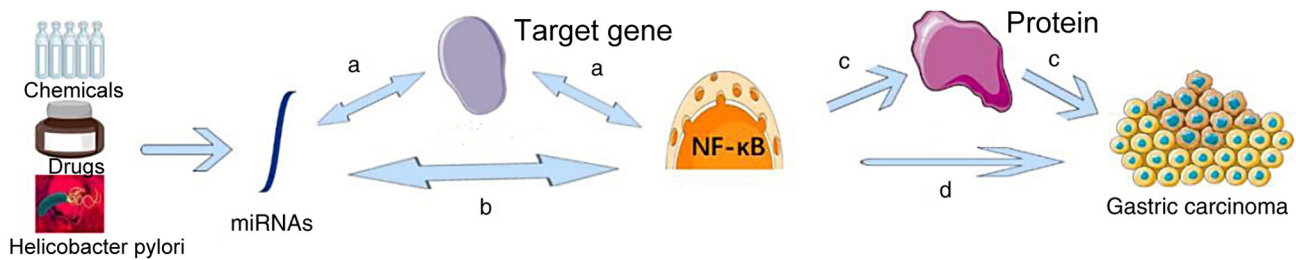 Chemicals
Drugs
Helicobacter pylori
miRNAs
a
Target gene
a
b
NF-κB
c
Protein
c
d
Gastric carcinoma